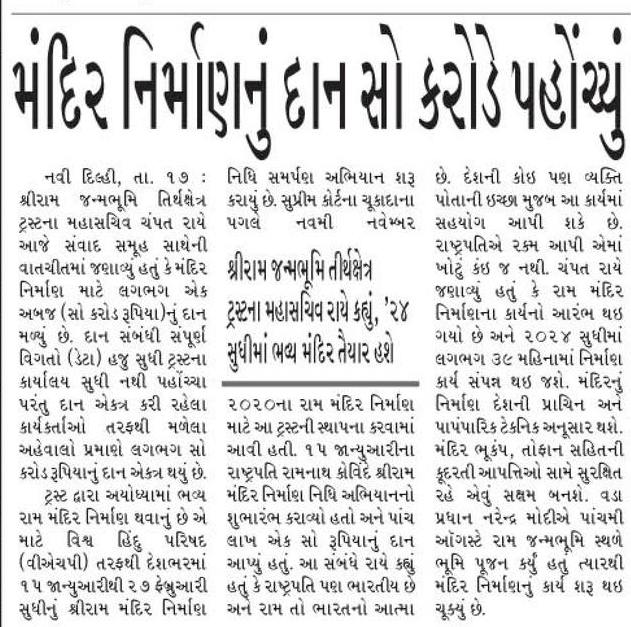 મંદિર નિર્માણનું દાન સો કરોડે પહોંચ્યું
નવી દિલ્હી, તા. ૧૭ :
શ્રીરામ જન્મભૂમિ તિર્થક્ષેત્ર
ટ્રસ્ટના મહાસચિવ ચંપત રાયે
આજે સંવાદ સમૂહ સાથેની
વાતચીતમાં જણાવ્યું હતું કે મંદિર
નિર્માણ માટે લગભગ એક
અબજ (સો કરોડ રૂપિયા)નું દાન
મળ્યું છે. દાન સંબંધી સંપૂર્ણ
વિગતો (ડેટા) હજુ સુધી ટ્રસ્ટના
કાર્યાલય સુધી નથી પહોંચ્યા
પરંતુ દાન એકત્ર કરી રહેલા
કાર્યકર્તાઓ તરફથી મળેલા
અહેવાલો પ્રમાણે લગભગ સો
કરોડ રૂપિયાનું દાન એકત્ર થયું છે.
ટ્રસ્ટ દ્વારા અયોધ્યામાં ભવ્ય
રામ મંદિર નિર્માણ થવાનું છે એ
માટે વિશ્વ હિંદુ પરિષદ
(વીએચપી) તરફથી દેશભરમાં
૧૫ જાન્યુઆરીથી ૨૭ ફેબ્રુઆરી
સુધીનું શ્રીરામ મંદિર નિર્માણ
નિધિ સમર્પણ અભિયાન શરૂ
કરાયું છે. સુપ્રીમ કોર્ટના ચૂકાદાના
પગલે નવમી નવેમ્બર
શ્રીરામ જન્મભૂમિ તીર્થક્ષેત્ર
ટ્રસ્ટના મહાસચિવ રાયે કહ્યું, '૨૪
સુધીમાં ભવ્ય મંદિર તૈયાર હશે
૨૦૨૦ના રામ મંદિર નિર્માણ
માટે આ ટ્રસ્ટની સ્થાપના કરવામાં
આવી હતી. ૧૫ જાન્યુઆરીના
રાષ્ટ્રપતિ રામનાથ કોવિંદે શ્રીરામ
મંદિર નિર્માણ નિધિ અભિયાનનો
શુભારંભ કરાવ્યો હતો અને પાંચ
લાખ એક સો રૂપિયાનું દાન
આપ્યું હતું. આ સંબંધે રાયે કહ્યું
હતું કે રાષ્ટ્રપતિ પણ ભારતીય છે
અને રામ તો ભારતનો આત્મા
છે. દેશની કોઇ પણ વ્યક્તિ
પોતાની ઇચ્છા મુજબ આ કાર્યમાં
સહયોગ આપી શકે છે.
રાષ્ટ્રપતિએ રક્મ આપી એમાં
ખોટું કંઇ જ નથી. ચંપત રાયે
જણાવ્યું હતું કે રામ મંદિર
નિર્માણના કાર્યનો આરંભ થઇ
ગયો છે અને ૨૦૨૪ સુધીમાં
લગભગ ૩૯ મહિનામાં નિર્માણ
કાર્ય સંપન્ન થઇ જશે. મંદિરનું
નિર્માણ દેશની પ્રાચિન અને
પાપંપારિક ટેકનિક અનુસાર થશે.
મંદિર ભૂકંપ, તોફાન સહિતની
કૂદરતી આપત્તિઓ સામે સુરક્ષિત
રહે એવું સક્ષમ બનશે. વડા
પ્રધાન નરેન્દ્ર મોદીએ પાંચમી
ઑગસ્ટે રામ જન્મભૂમિ સ્થળે
ભૂમિ પૂજન કર્યું હતું ત્યારથી
મંદિર નિર્માણનું કાર્ય શરૂ થઇ
ચૂક્યું છે.